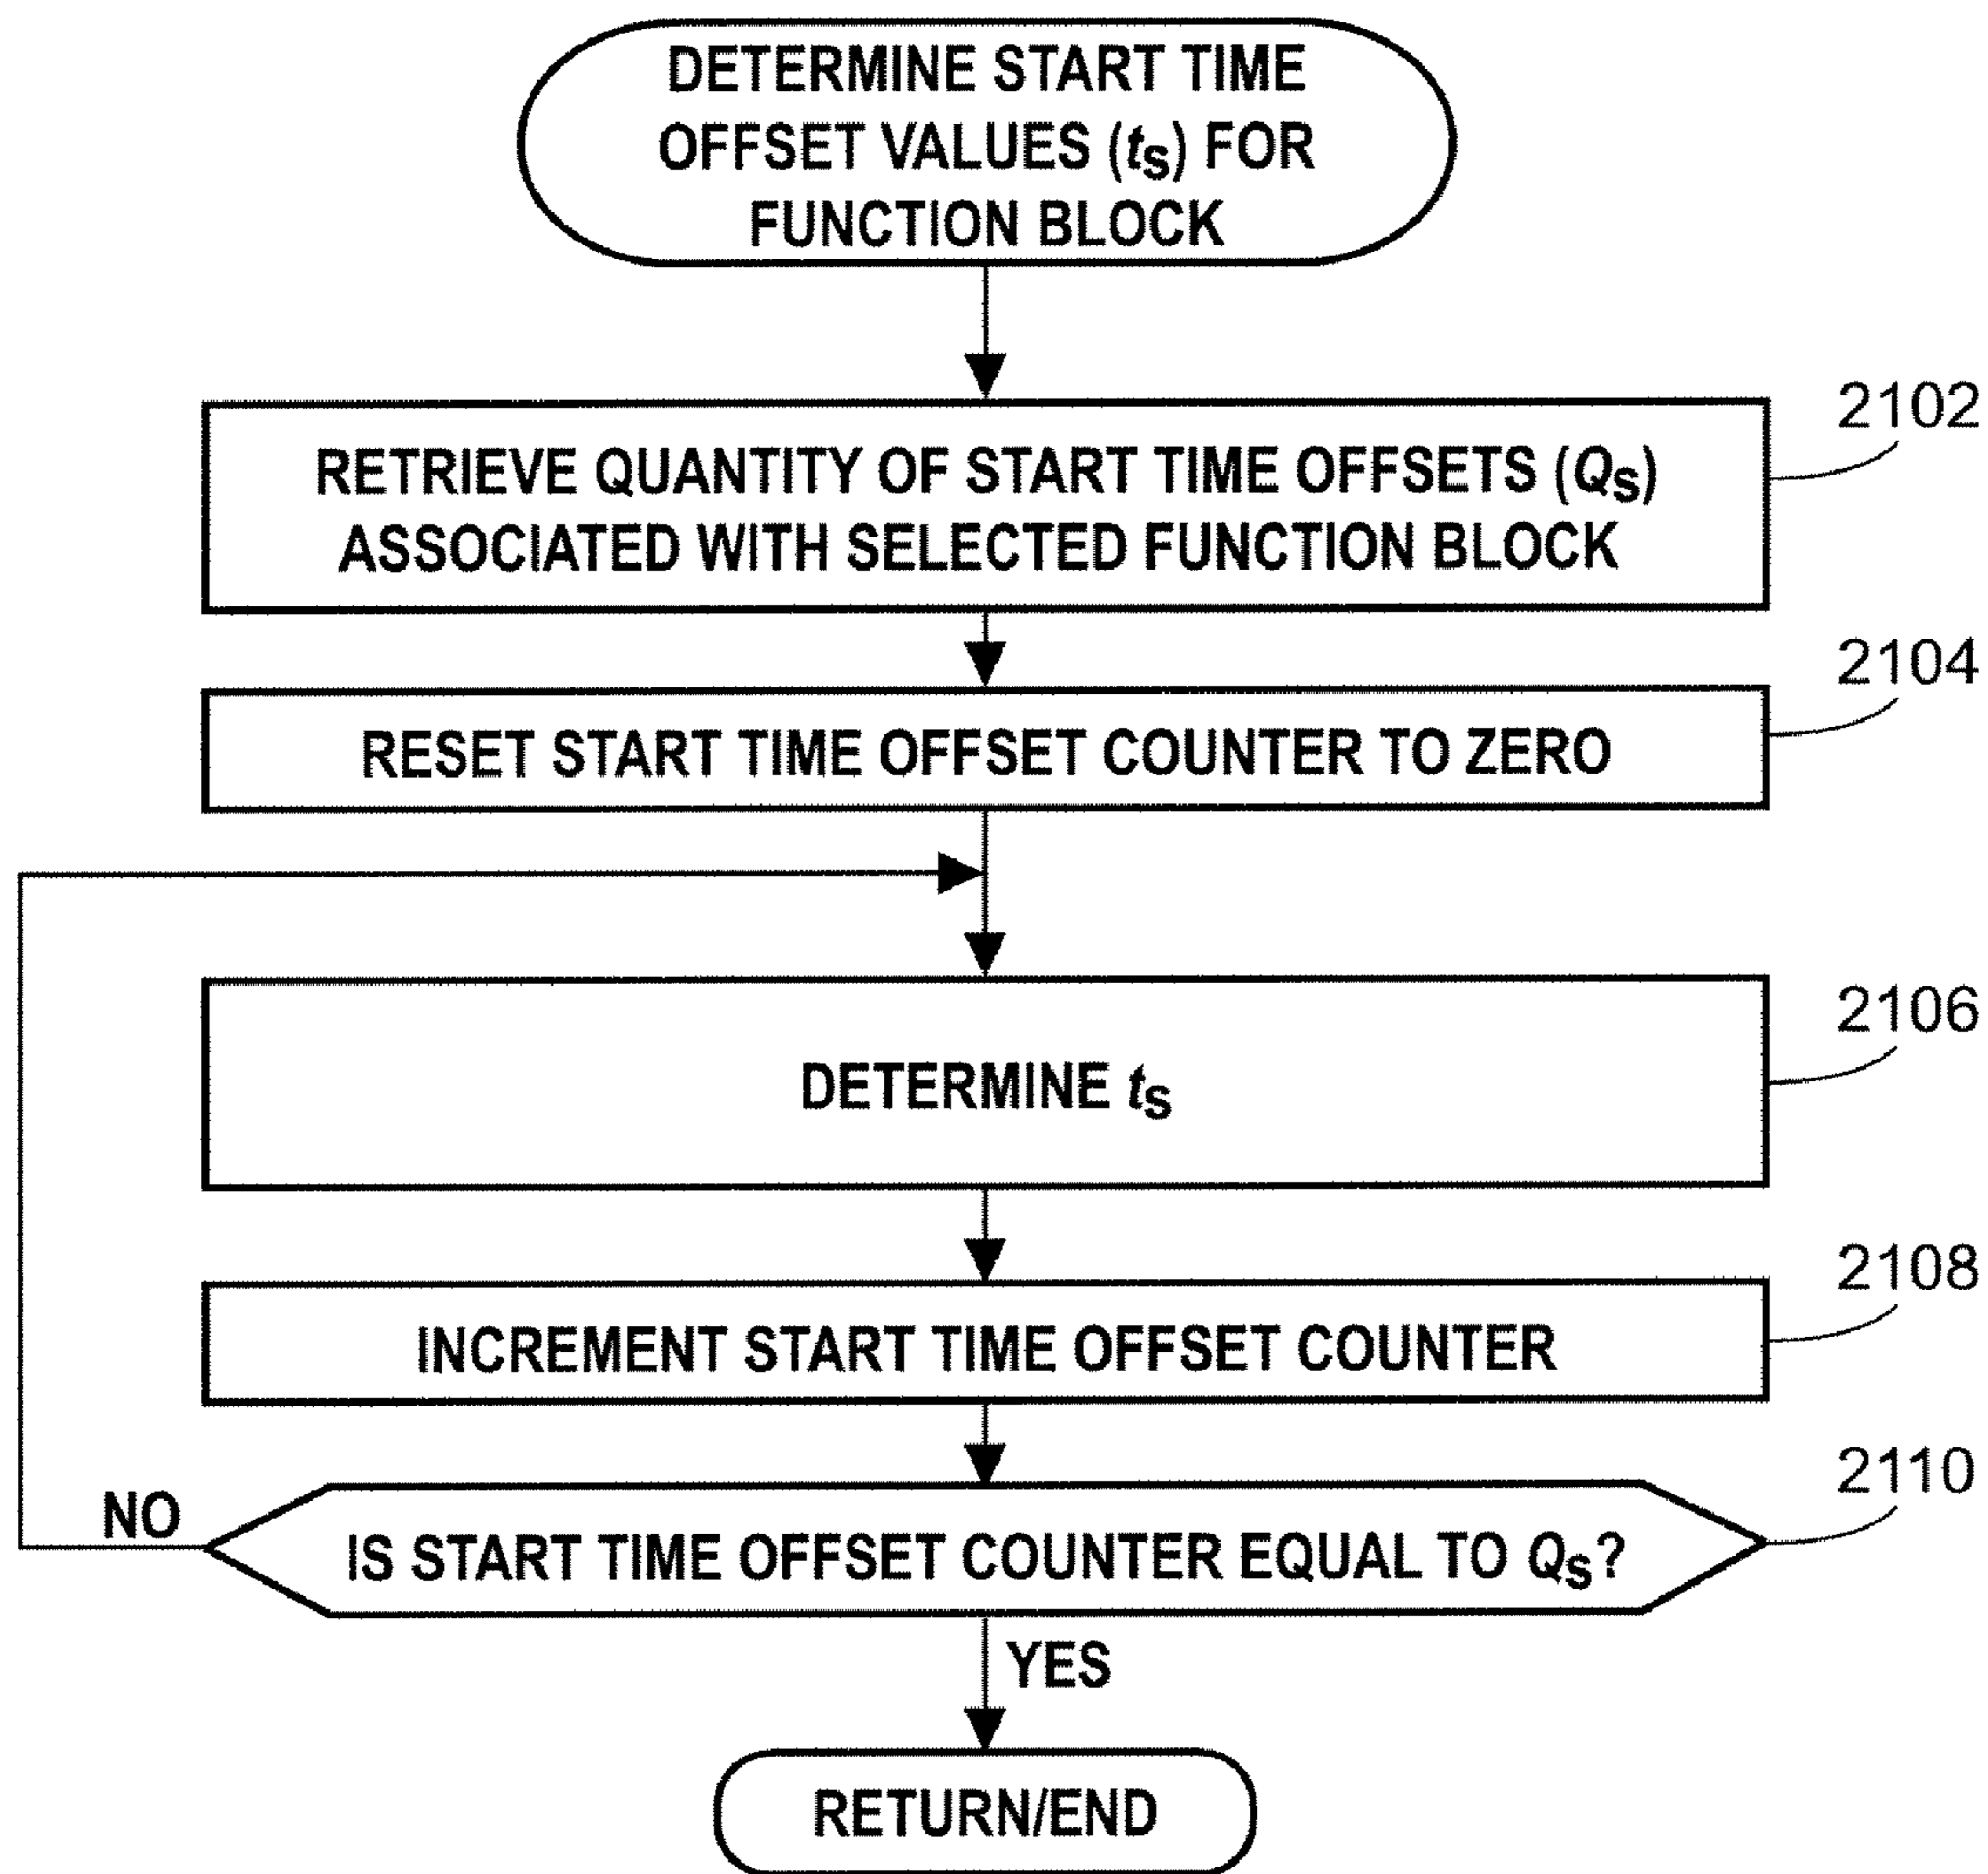 DETERMINE START TIME
OFFSET VALUES (ts) FOR
FUNCTION BLOCK
2102
RETRIEVE QUANTITY OF START TIME OFFSETS (Qs)
ASSOCIATED WITH SELECTED FUNCTION BLOCK
2104
RESET START TIME OFFSET COUNTER TO ZERO
2106
DETERMINE ts
2108
INCREMENT START TIME OFFSET COUNTER
2110
NO
IS START TIME OFFSET COUNTER EQUAL TO Qs?
YES
RETURN/END